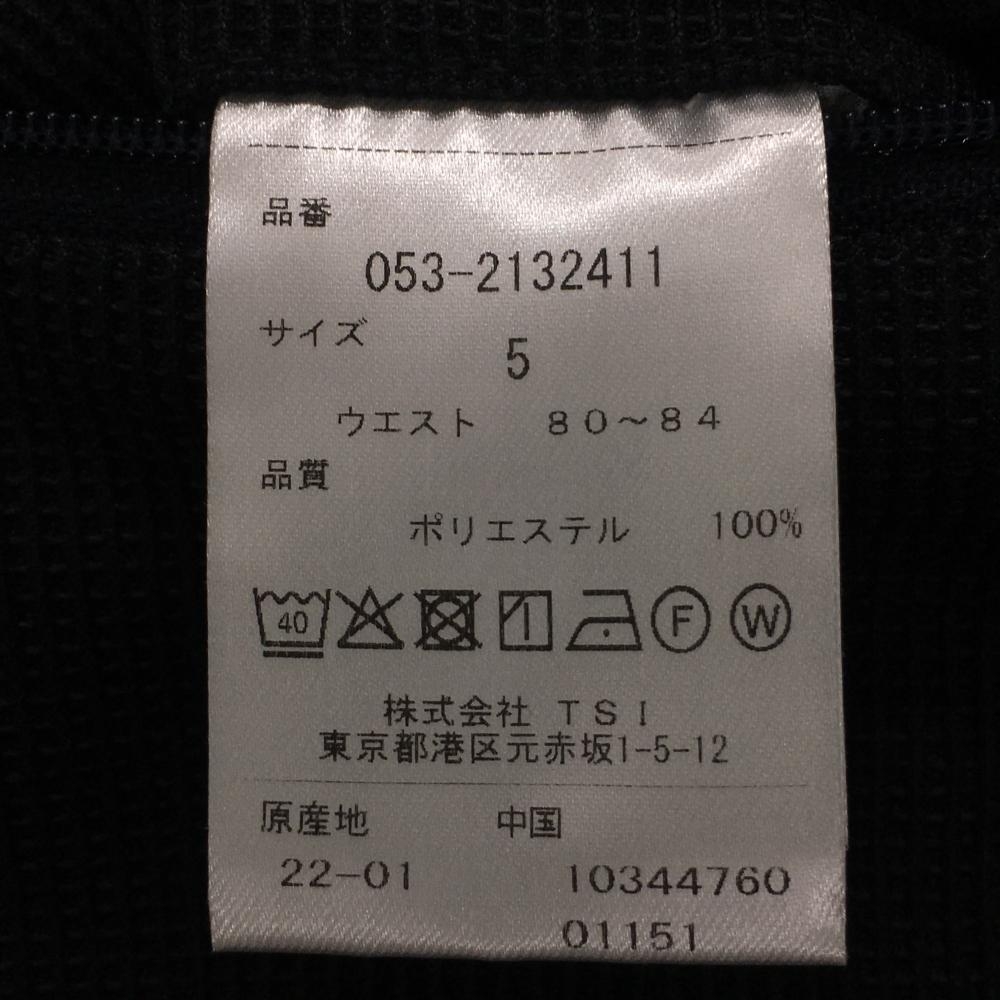 品番
053-2132411
サイズ
5
ウエスト 80～84
品質
ポリエステル 100%
40 F W
株式会社 TSI
東京都港区元赤坂1-5-12
原産地 中国
22-01 10344760
01151